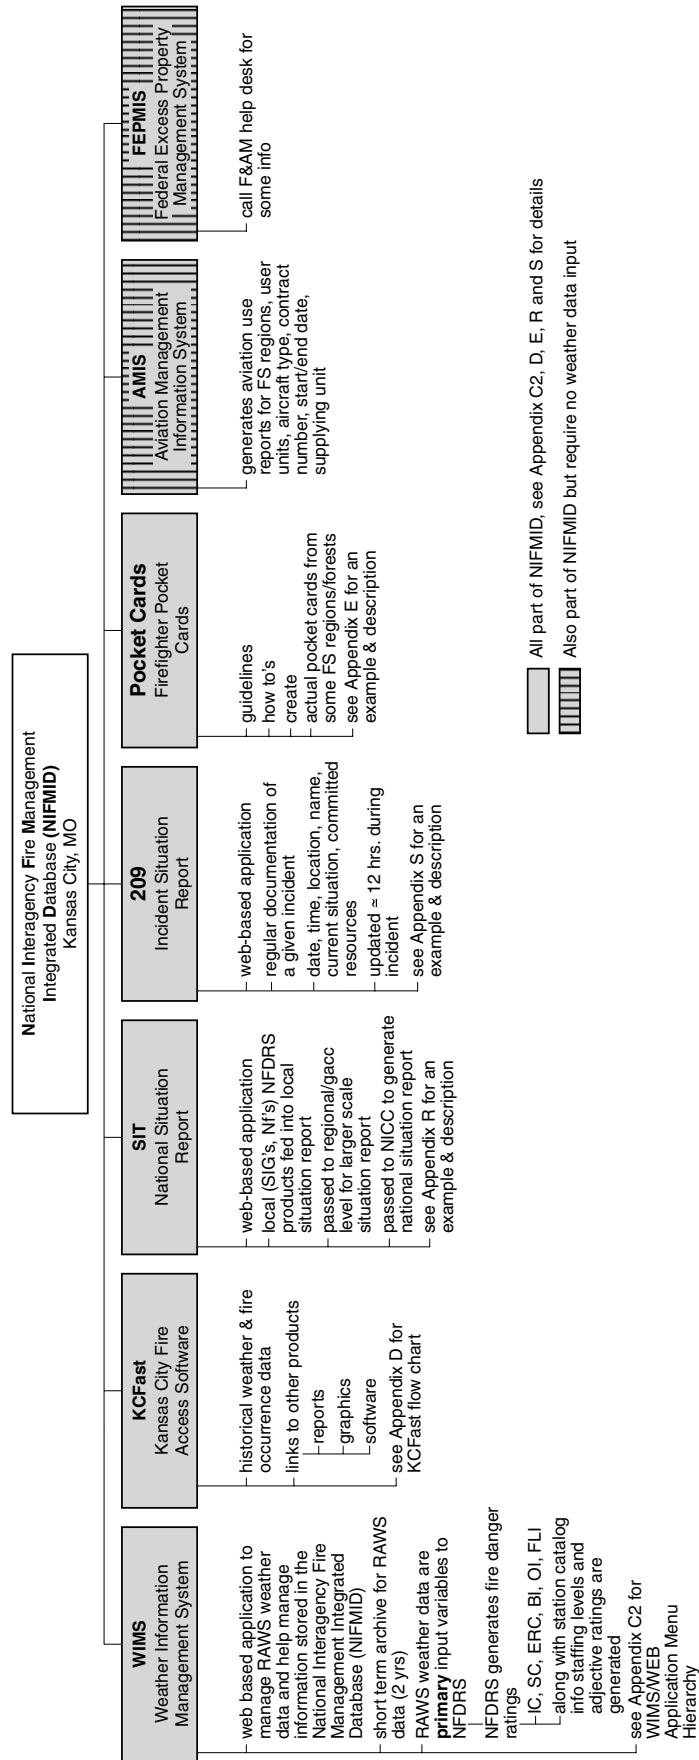 National Interagency Fire Management
Integrated Database (NIFMID)
Kansas City, MO
WIMS
Weather Information
Management System
web based application to
manage RAWS weather
data and help manage
information stored in the
National Interagency Fire
Management Integrated
Database (NIFMID)
short term archive for RAWS
data (2 yrs)
RAWS weather data are
primary input variables to
NFDRS
NFDRS generates fire danger
ratings
IC, SC, ERC, BI, OI, FLI
along with station catalog
info staffing levels and
adjective ratings are
generated
see Appendix C2 for
WIMS/WEB
Application Menu
Hierarchy
KCFast
Kansas City Fire
Access Software
historical weather & fire
occurrence data
links to other products
reports
graphics
software
see Appendix D for
KCFast flow chart
SIT
National Situation
Report
web-based application
local (SIG's, Nf's) NFDRS
products fed into local
situation report
passed to regional/gacc
level for larger scale
situation report
passed to NICC to generate
national situation report
see Appendix R for an
example & description
209
Incident Situation
Report
web-based application
regular documentation of
a given incident
date, time, location, name,
current situation, committed
resources
updated ≃ 12 hrs. during
incident
see Appendix S for an
example & description
Pocket Cards
Firefighter Pocket
Cards
guidelines
how to's
create
actual pocket cards from
some FS regions/forests
see Appendix E for an
example & description
AMIS
Aviation Management
Information System
generates aviation use
reports for FS regions, user
units, aircraft type, contract
number, start/end date,
supplying unit
FEPMIS
Federal Excess Property
Management System
call F&AM help desk for
some info
All part of NIFMID, see Appendix C2, D, E, R and S for details
Also part of NIFMID but require no weather data input